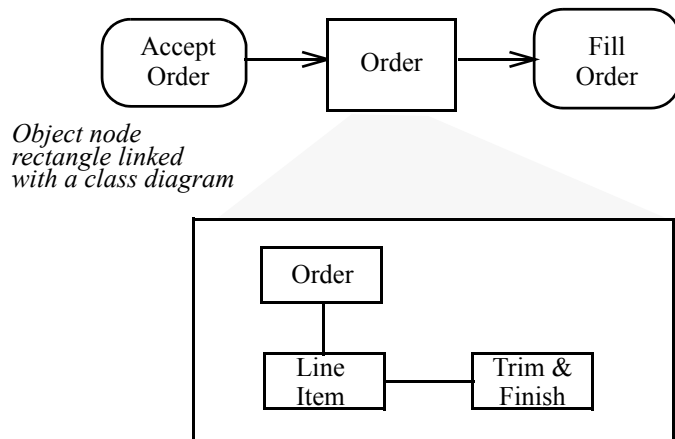 Accept
Order
Order
Fill
Order
Object node
rectangle linked
with a class diagram
Order
Line
Item
Trim &
Finish